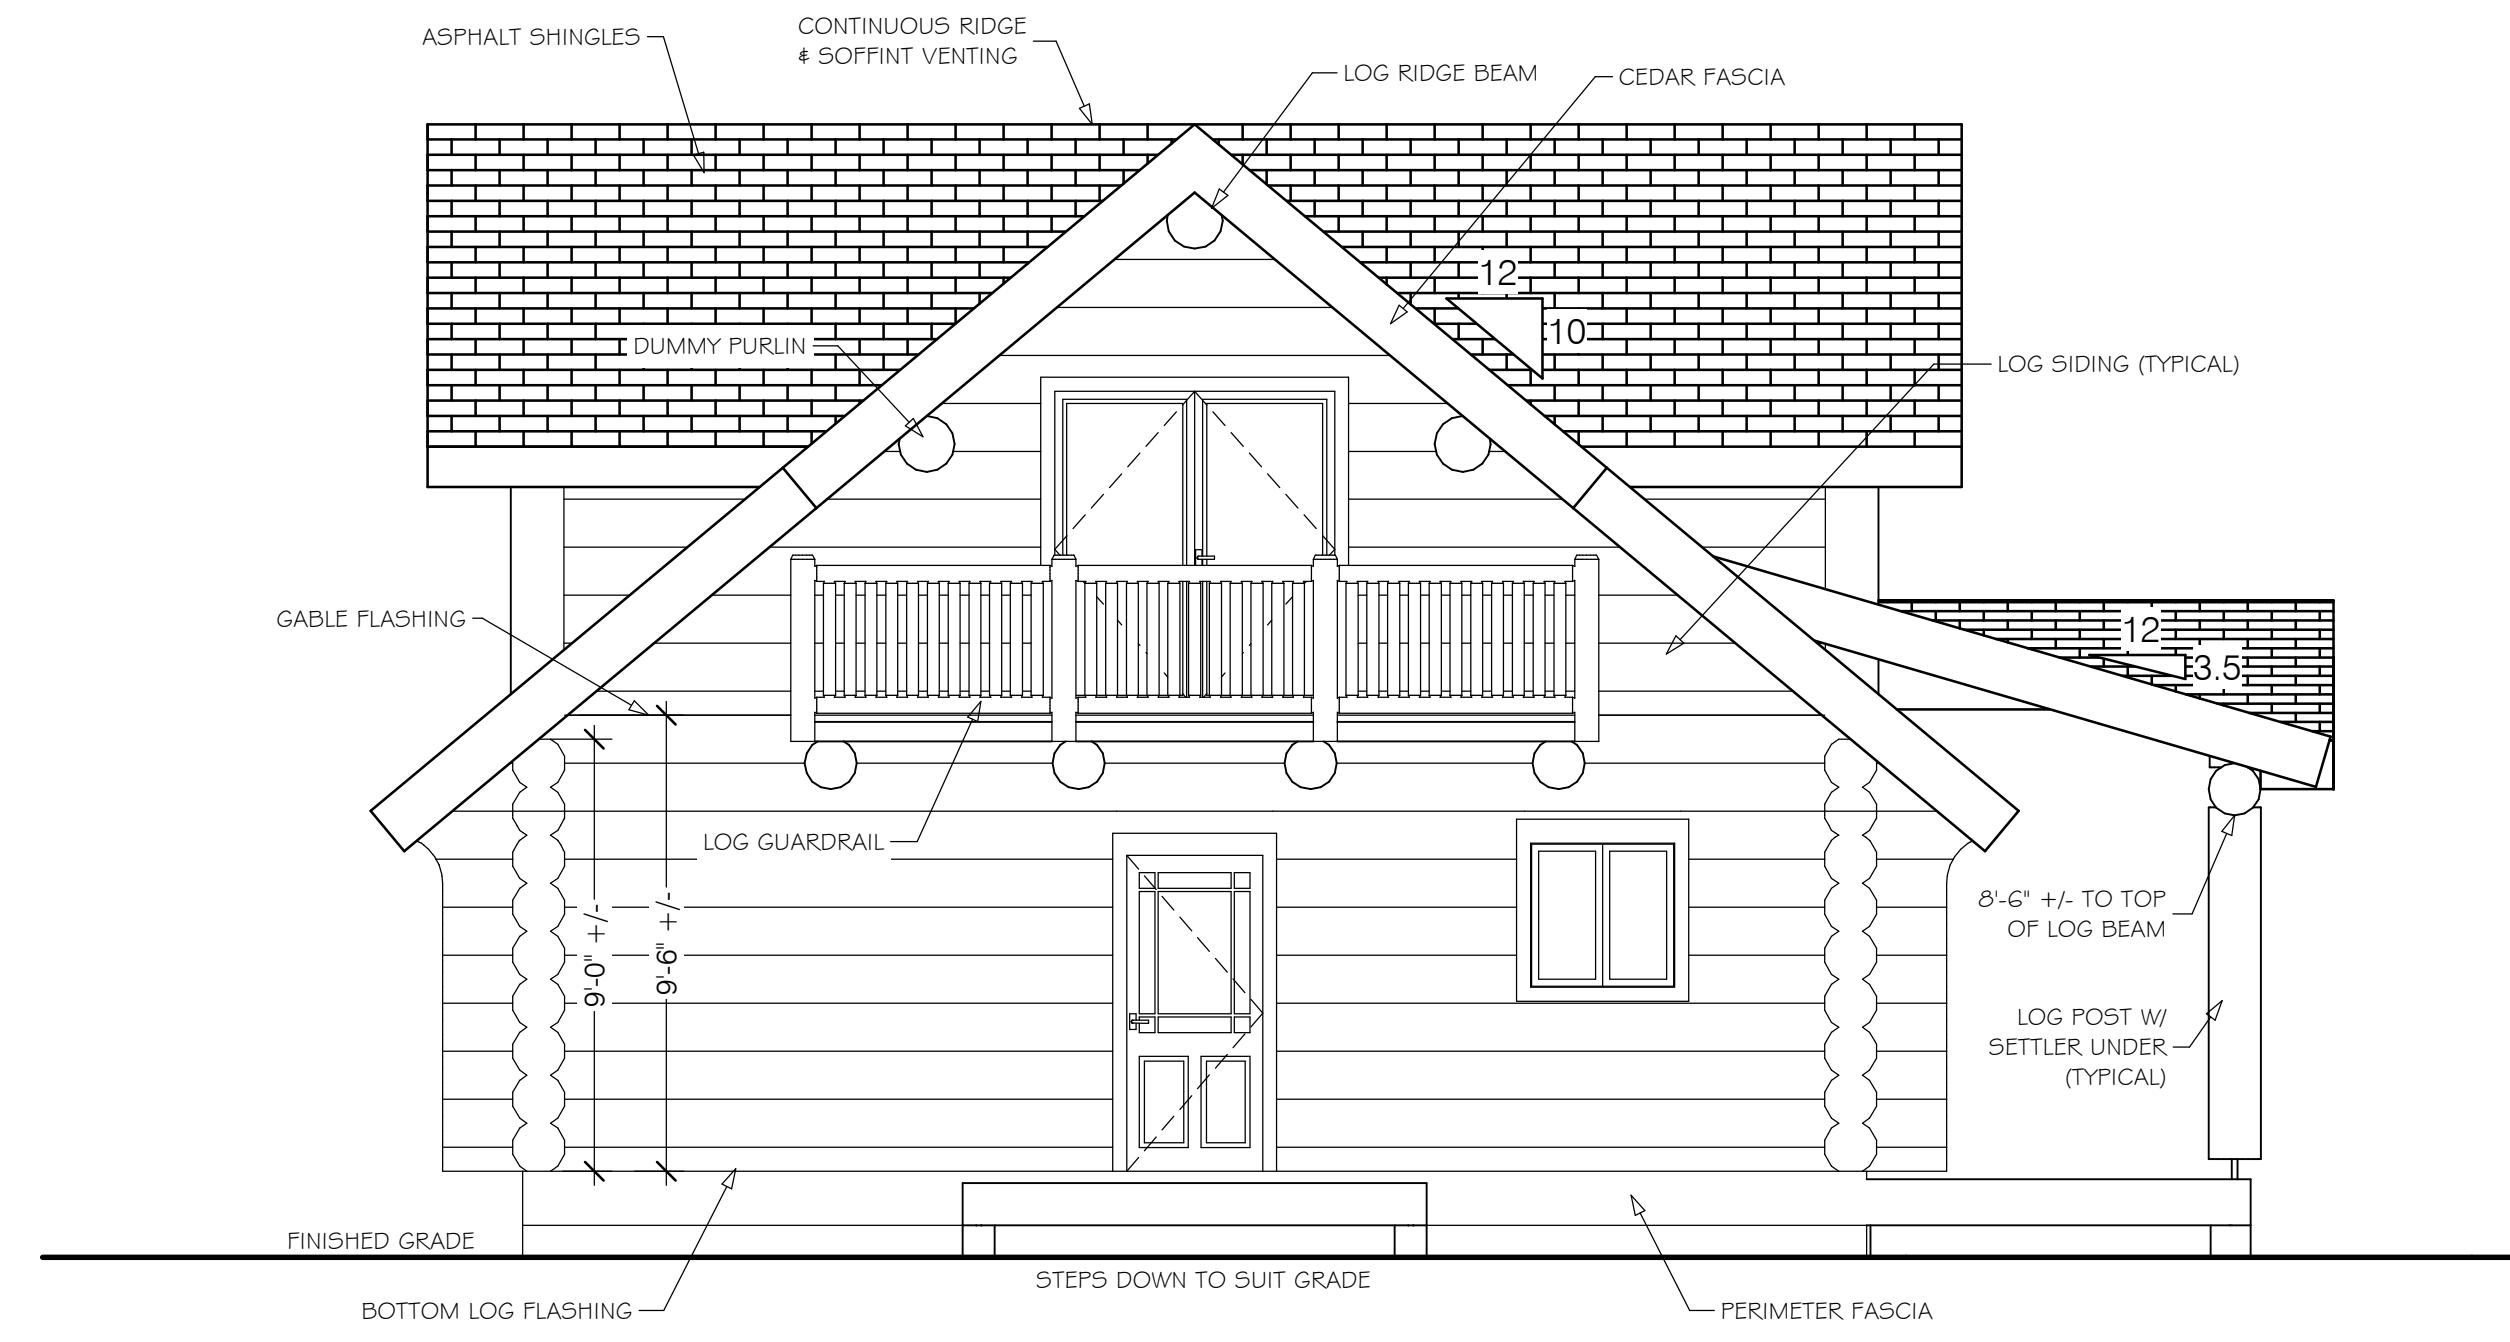 ASPHALT SHINGLES
CONTINUOUS RIDGE
& SOFFINT VENTING
LOG RIDGE BEAM
CEDAR FASCIA
12
10
DUMMY PURLIN
LOG SIDING (TYPICAL)
GABLE FLASHING
12
3.5
LOG GUARDRAIL
9'-0" +/-
9'-6" +/-
8'-6" +/- TO TOP
OF LOG BEAM
LOG POST W/
SETTLER UNDER
(TYPICAL)
FINISHED GRADE
STEPS DOWN TO SUIT GRADE
BOTTOM LOG FLASHING
PERIMETER FASCIA